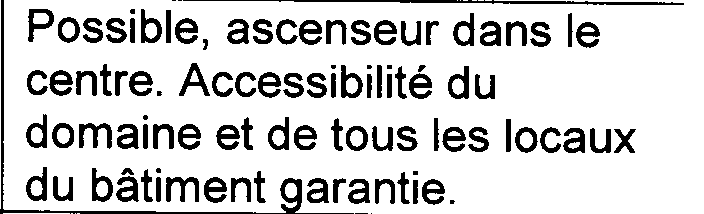 Possible, ascenseur dans le
centre. Accessibilité du
domaine et de tous les locaux
du bâtiment garantie.